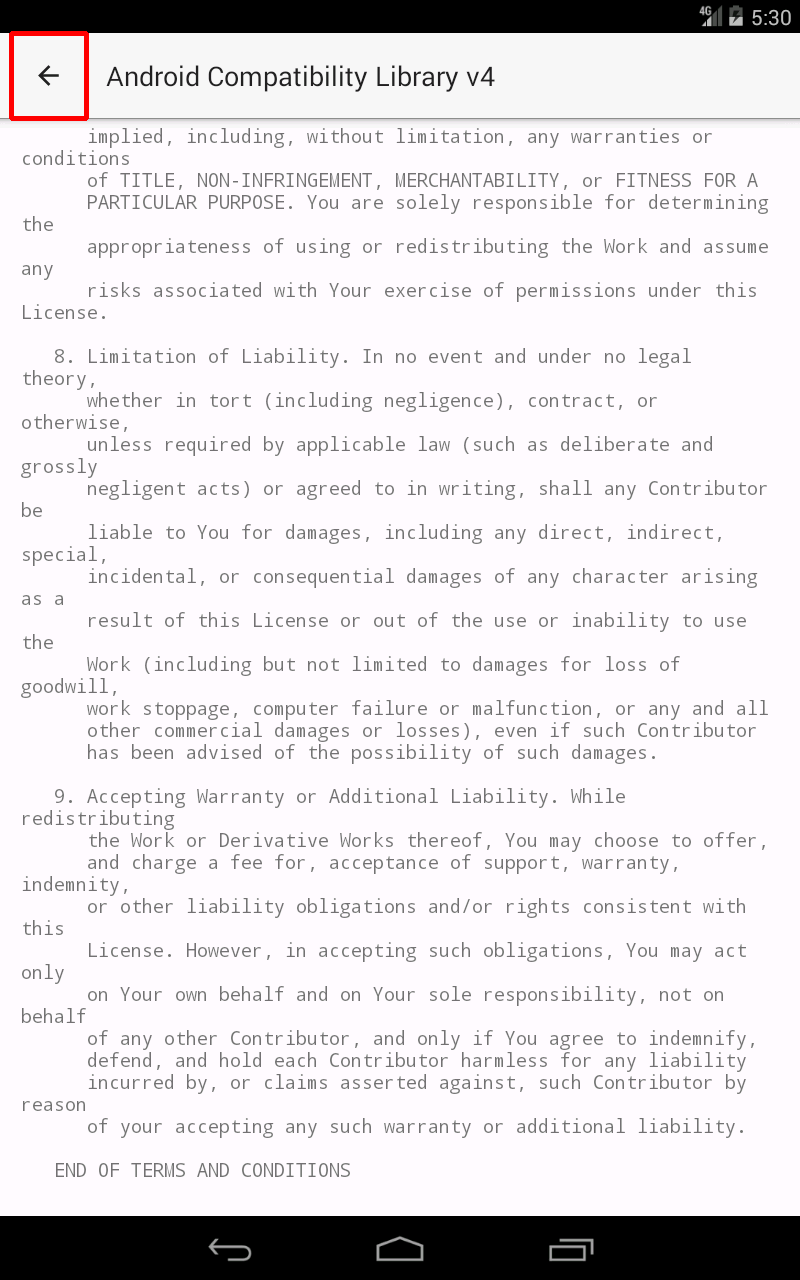 4G 5:30
Android Compatibility Library v4
implied, including, without limitation, any warranties or
conditions
of TITLE, NON-INFRINGEMENT, MERCHANTABILITY, or FITNESS FOR A
PARTICULAR PURPOSE. You are solely responsible for determining
the
appropriateness of using or redistributing the Work and assume
any
risks associated with Your exercise of permissions under this
License.
8. Limitation of Liability. In no event and under no legal
theory,
whether in tort (including negligence), contract, or
otherwise,
unless required by applicable law (such as deliberate and
grossly
negligent acts) or agreed to in writing, shall any Contributor
be
liable to You for damages, including any direct, indirect,
special,
incidental, or consequential damages of any character arising
as a
result of this License or out of the use or inability to use
the
Work (including but not limited to damages for loss of
goodwill,
work stoppage, computer failure or malfunction, or any and all
other commercial damages or losses), even if such Contributor
has been advised of the possibility of such damages.
9. Accepting Warranty or Additional Liability. While
redistributing
the Work or Derivative Works thereof, You may choose to offer,
and charge a fee for, acceptance of support, warranty,
indemnity,
or other liability obligations and/or rights consistent with
this
License. However, in accepting such obligations, You may act
only
on Your own behalf and on Your sole responsibility, not on
behalf
of any other Contributor, and only if You agree to indemnify,
defend, and hold each Contributor harmless for any liability
incurred by, or claims asserted against, such Contributor by
reason
of your accepting any such warranty or additional liability.
END OF TERMS AND CONDITIONS